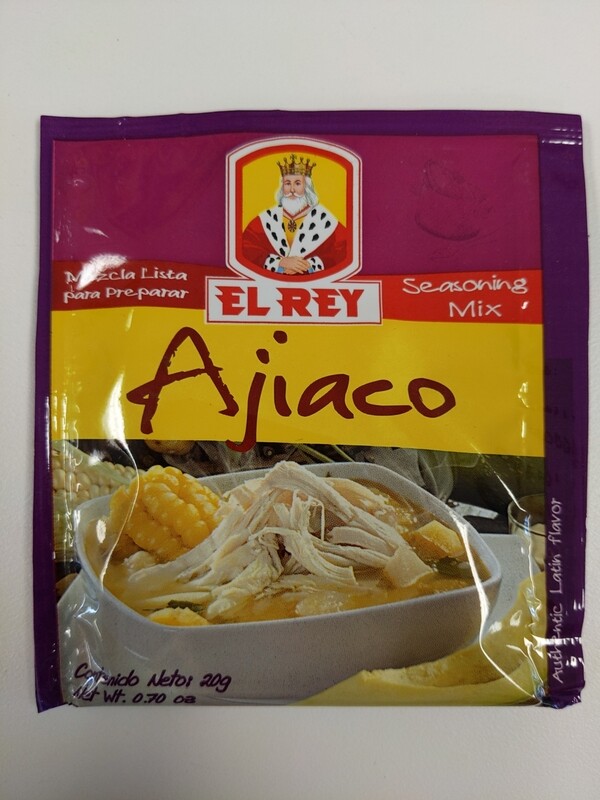 Mezcla Lista
para Preparar
EL REY
Seasoning
Mix
Ajiaco
Authentic Latin flavor
Contenido Neto: 20g
Net Wt. 0.70 oz